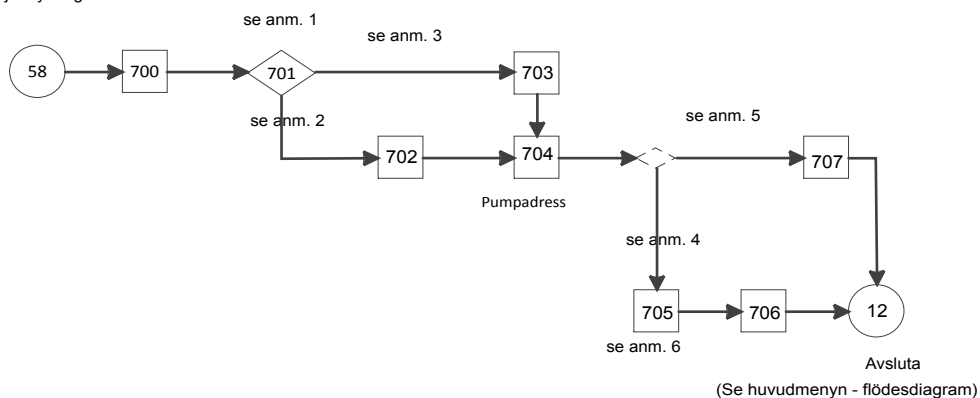 se anm. 1
se anm. 3
58
700
701
703
se anm. 2
se anm. 5
702
704
707
Pumpadress
se anm. 4
705
706
12
se anm. 6
Avsluta
(Se huvudmenyn - flödesdiagram)